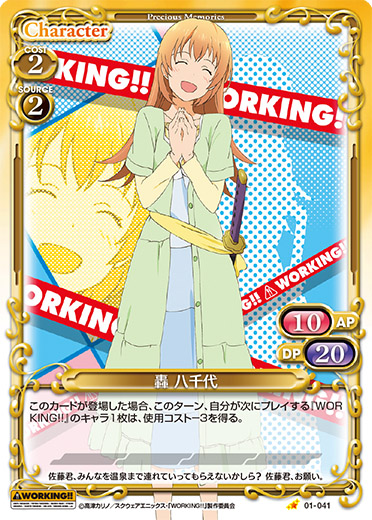 Precious Memories
Character
COST
2
SOURCE
2
KING!!
WORKING!
!! ⚠WORKING!!
ORKING!!
10 AP
DP 20
轟 八千代
このカードが登場した場合、このターン、自分が次にプレイする『WOR
KING!!』のキャラ1枚は、使用コスト−3を得る。
佐藤君、みんなを温泉まで連れていってもらえないかしら? 佐藤君、お願い。
⚠WORKING!!
©高津カリノ/スクウェアエニックス・『WORKING!!』製作委員会
01-041